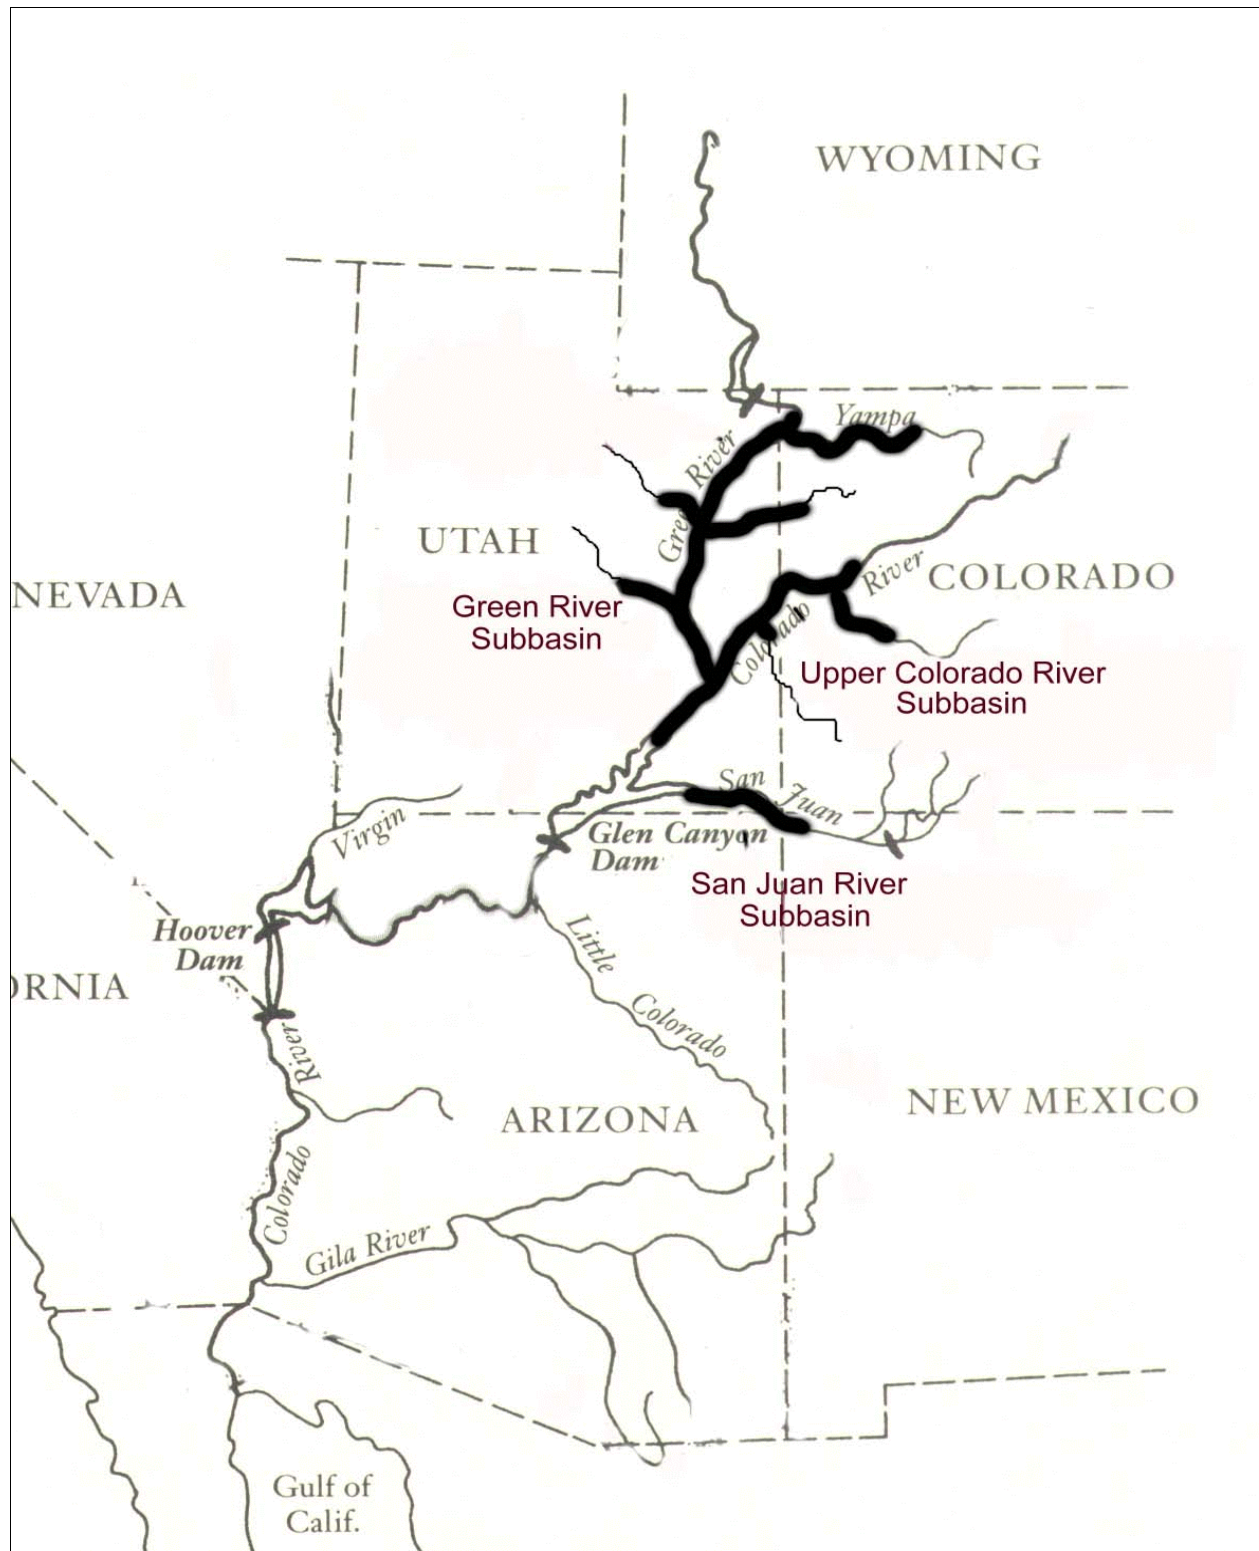 WYOMING
Yampa
Green River
UTAH
River
COLORADO
NEVADA
Green River
Subbasin
Colorado
Upper Colorado River
Subbasin
San Juan
Virgin
Glen Canyon
Dam
San Juan River
Subbasin
Hoover
Dam
Little
Colorado
ORNIA
River
ARIZONA
NEW MEXICO
Colorado
Gila River
Gulf of
Calif.